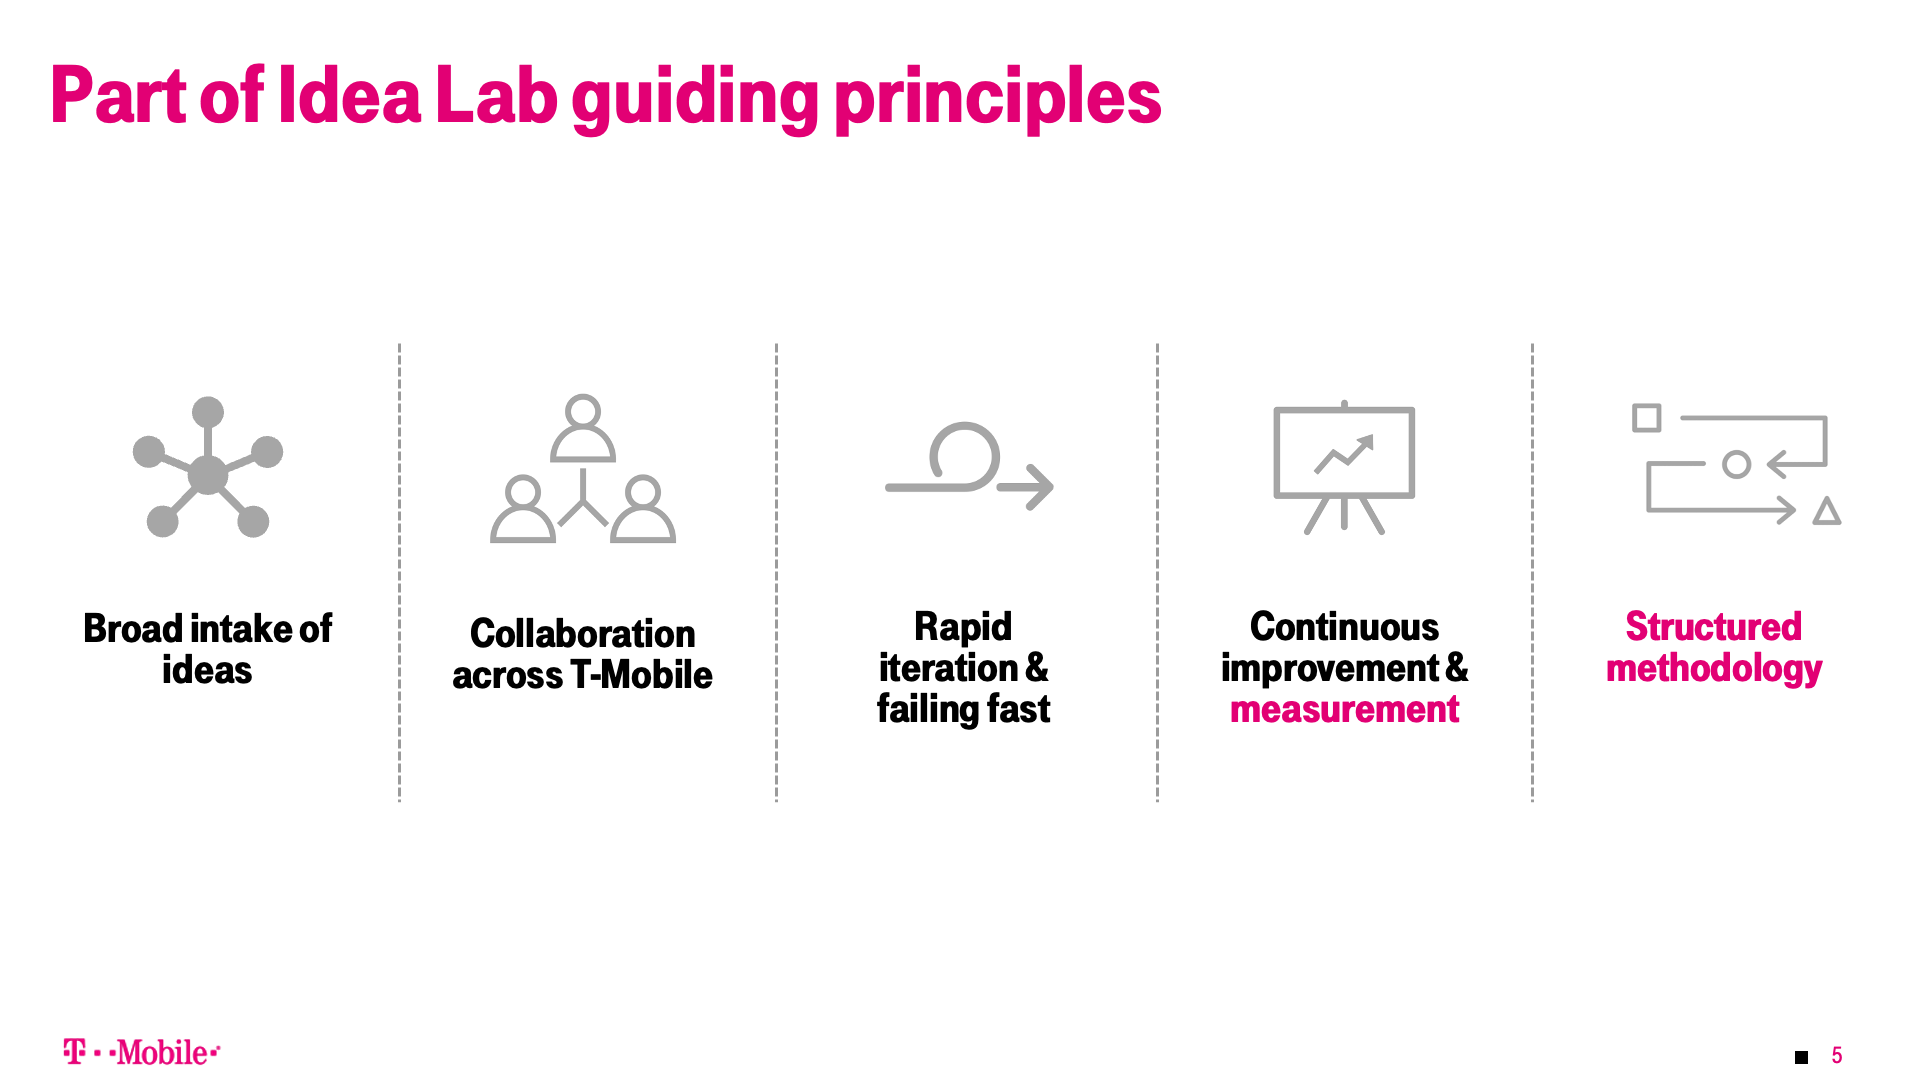 Part of Idea Lab guiding principles
Broad intake of
ideas
Collaboration
across T-Mobile
Rapid
iteration &
failing fast
Continuous
improvement &
measurement
Structured
methodology
T··Mobile·
5